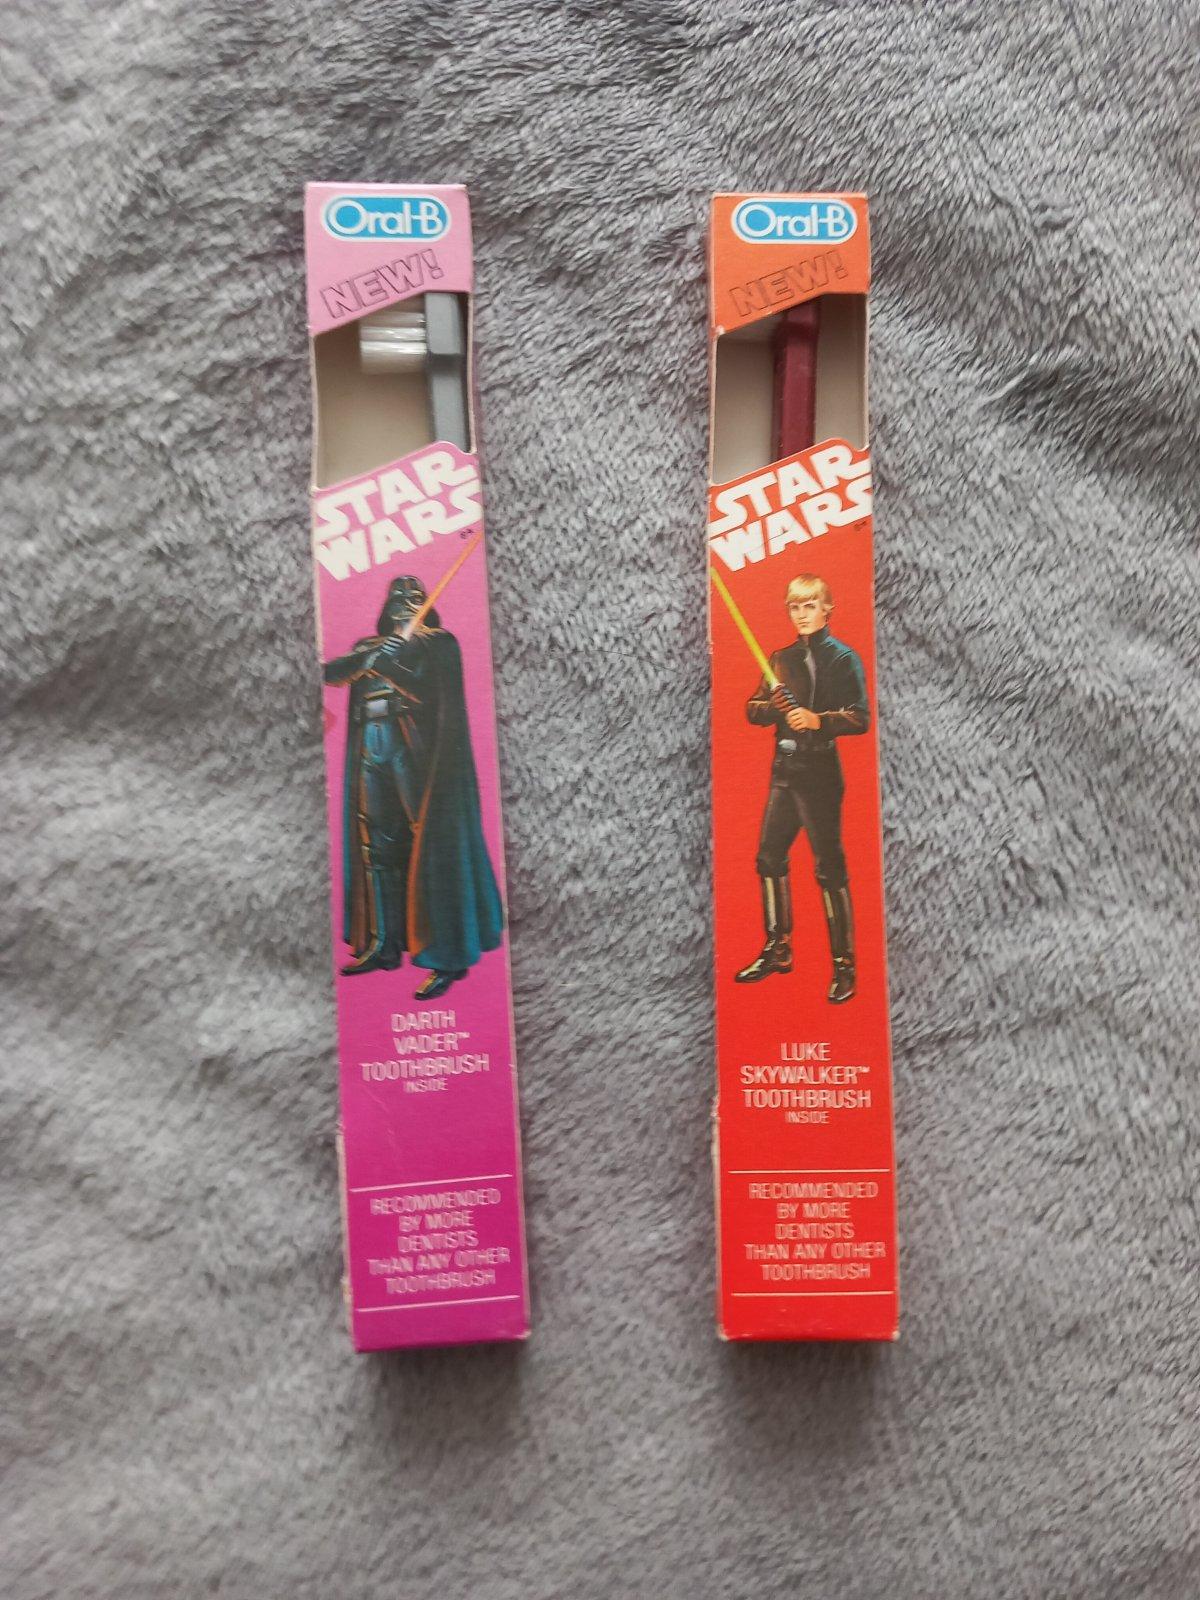 Oral-B
NEW!
STAR
WARS
DARTH
VADER™
TOOTHBRUSH
INSIDE
RECOMMENDED
BY MORE
DENTISTS
THAN ANY OTHER
TOOTHBRUSH
Oral-B
NEW!
STAR
WARS
LUKE
SKYWALKER™
TOOTHBRUSH
INSIDE
RECOMMENDED
BY MORE
DENTISTS
THAN ANY OTHER
TOOTHBRUSH